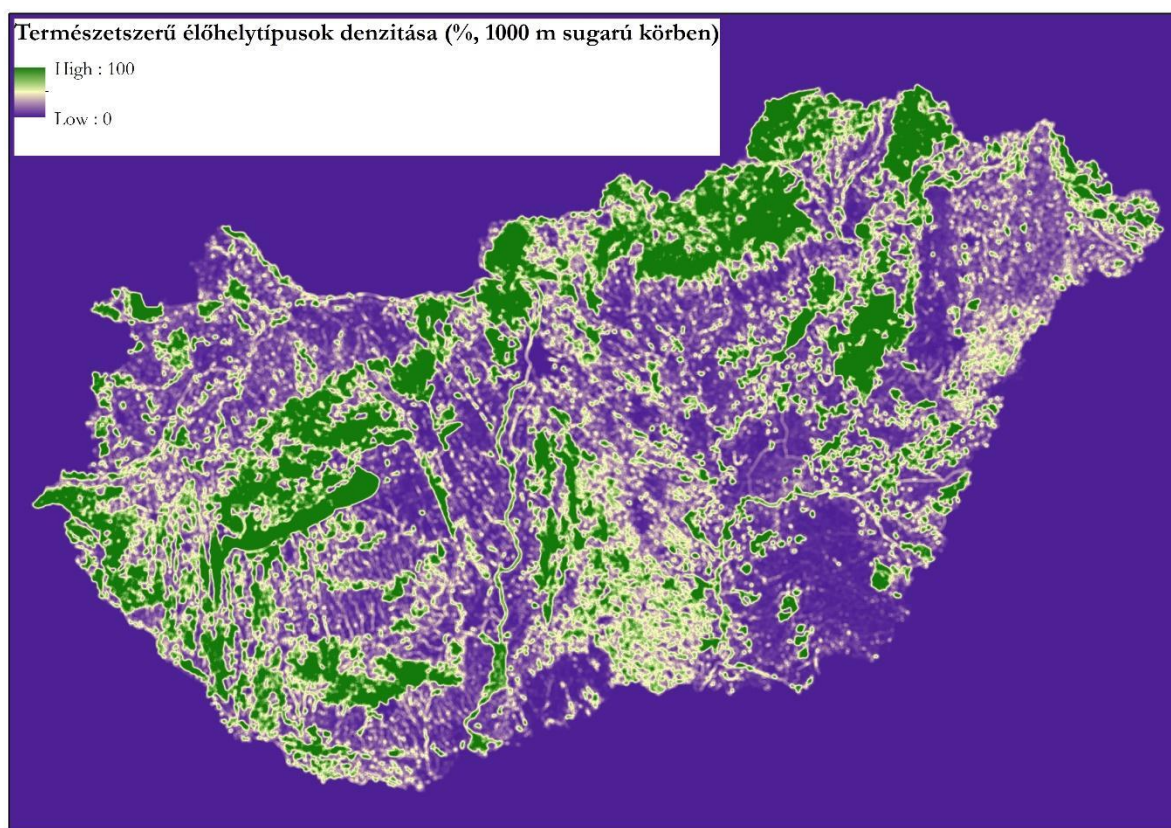 Természetszerű élőhelytípusok denzitása (%, 1000 m sugarú körben)
High : 100
Low : 0